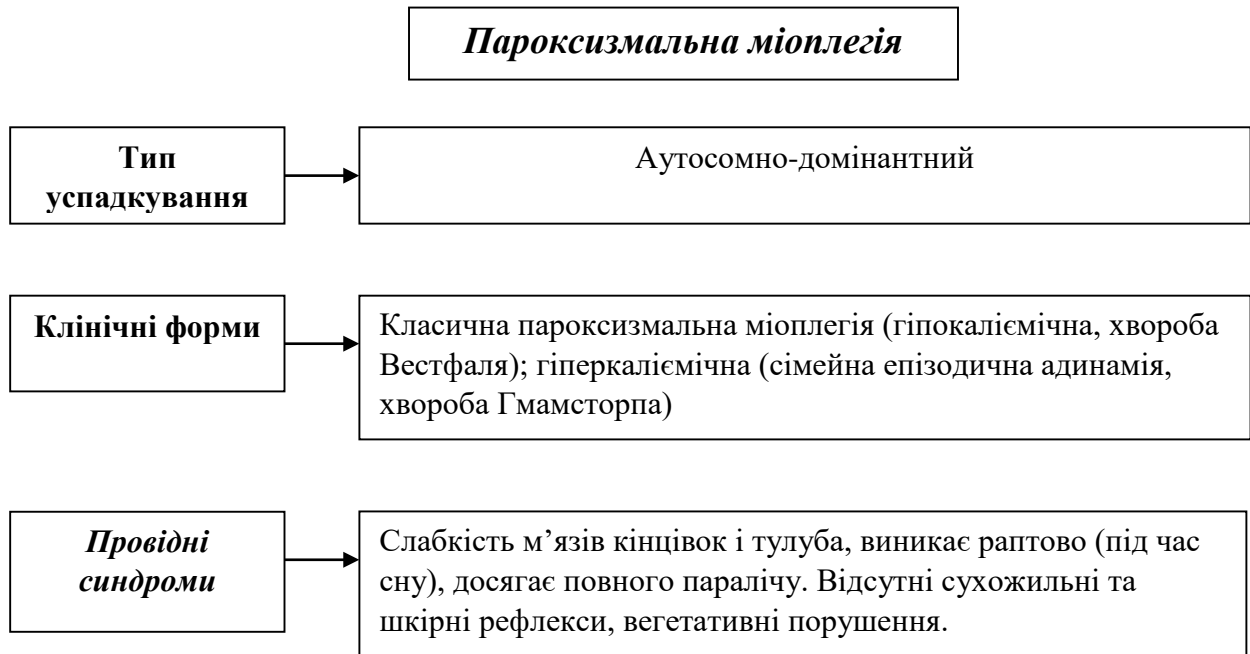 Пароксизмальна міоплегія
Тип
успадкування
Аутосомно-домінантний
Клінічні форми
Класична пароксизмальна міоплегія (гіпокаліємічна, хвороба
Вестфаля); гіперкаліємічна (сімейна епізодична адинамія,
хвороба Гмамсторпа)
Провідні
синдроми
Слабкість м’язів кінцівок і тулуба, виникає раптово (під час
сну), досягає повного паралічу. Відсутні сухожильні та
шкірні рефлекси, вегетативні порушення.